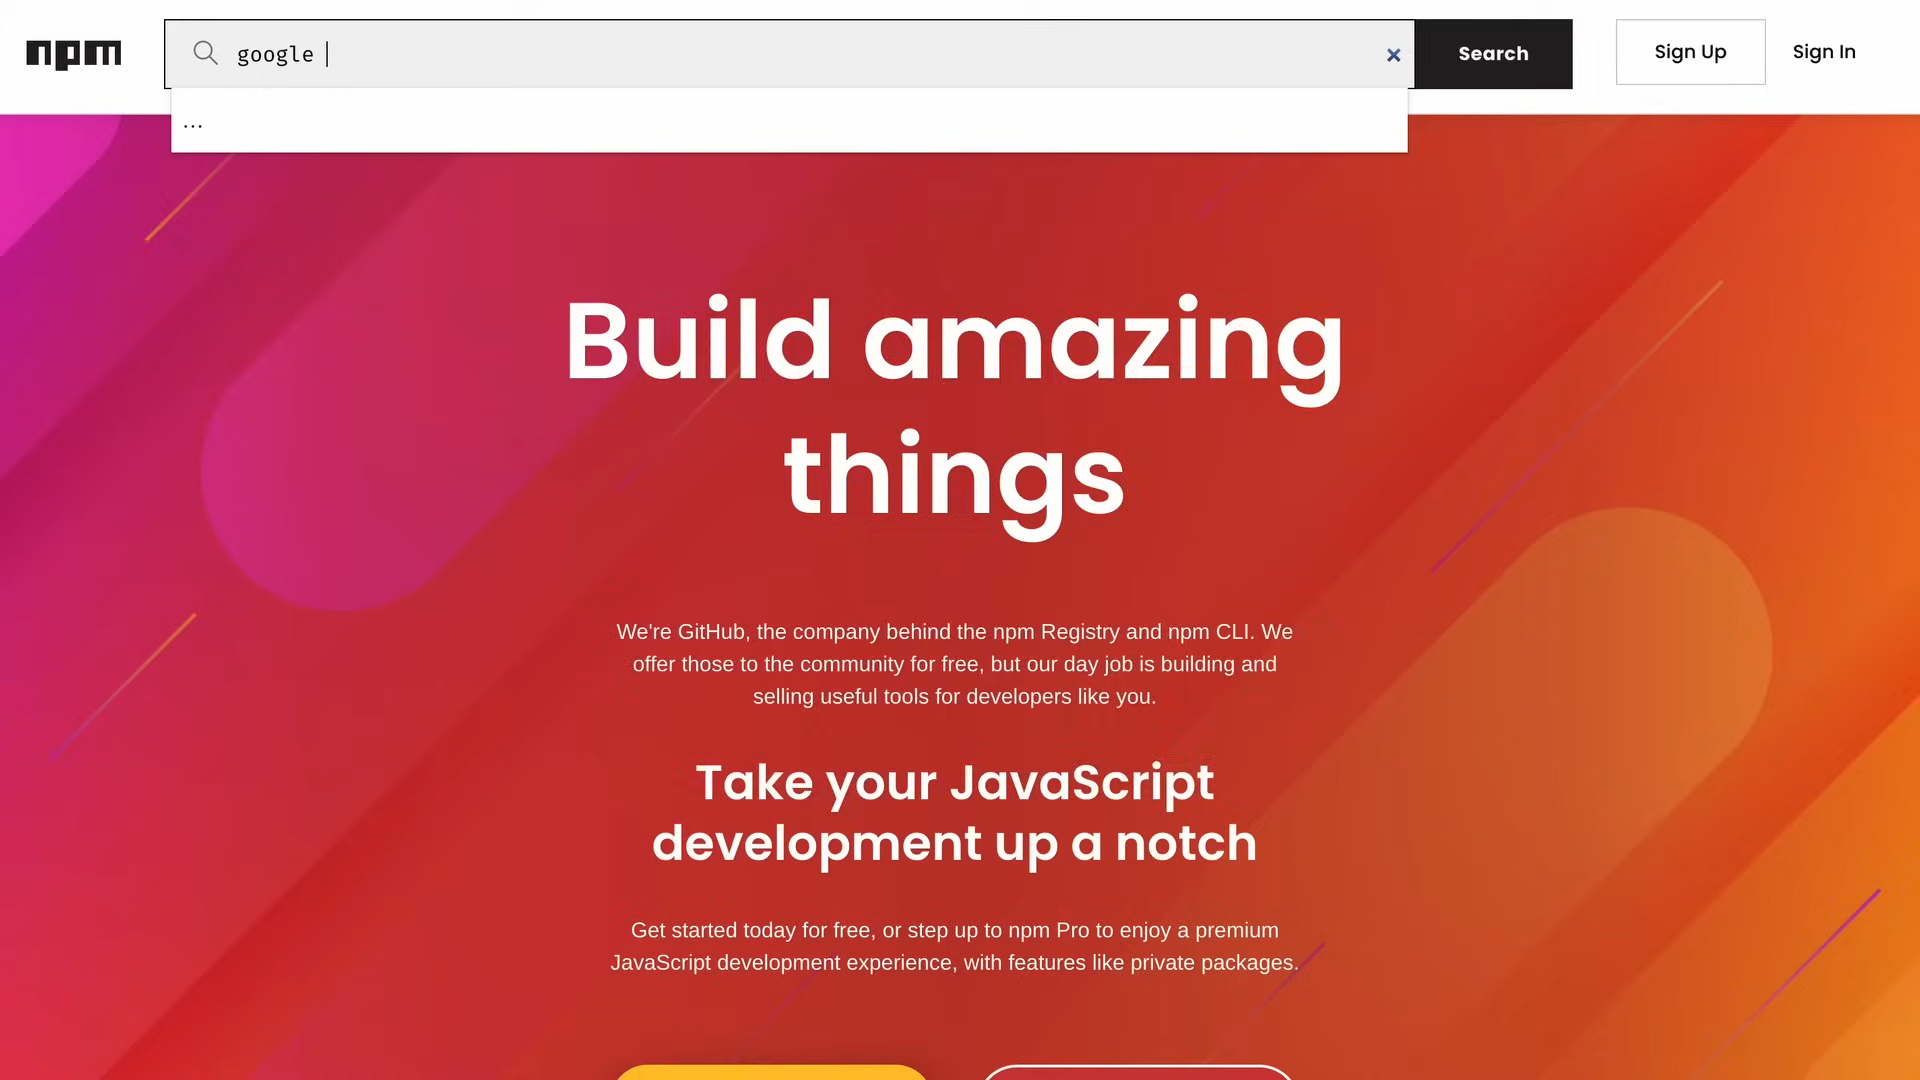 npm
google
Search
Sign Up
Sign In
...
Build amazing
things
We're GitHub, the company behind the npm Registry and npm CLI. We
offer those to the community for free, but our day job is building and
selling useful tools for developers like you.
Take your JavaScript
development up a notch
Get started today for free, or step up to npm Pro to enjoy a premium
JavaScript development experience, with features like private packages.